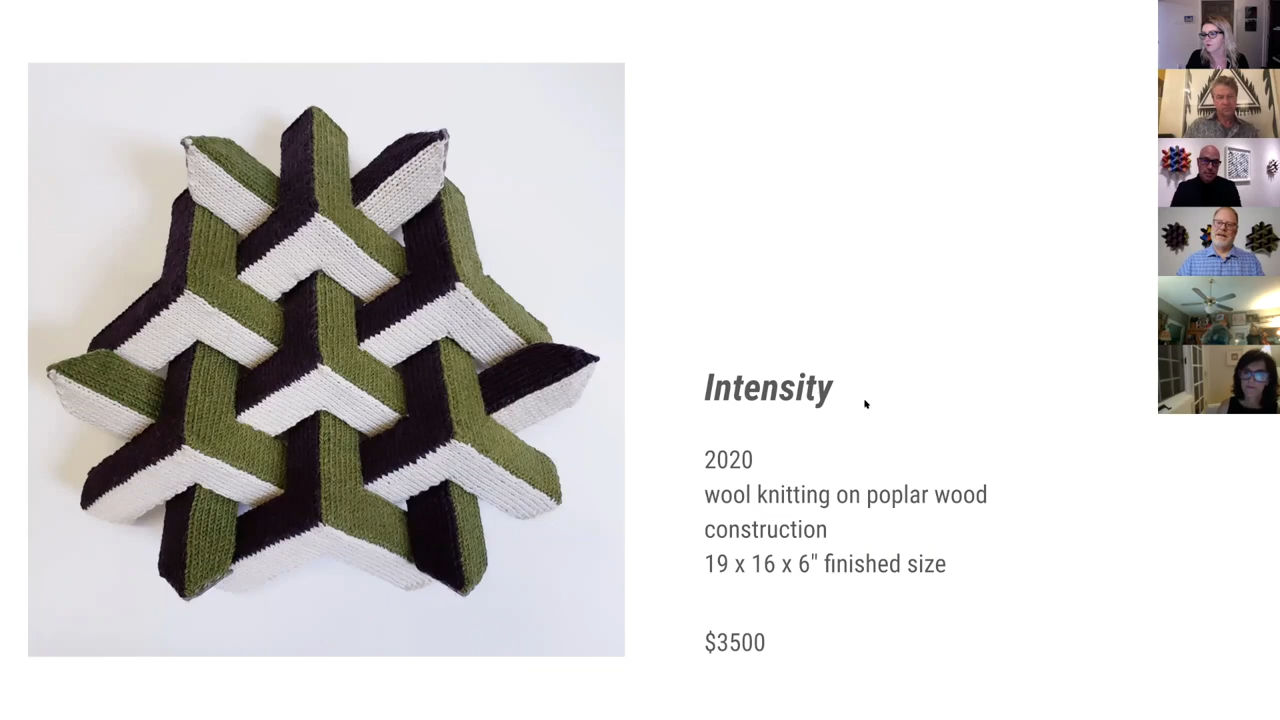 Intensity
2020
wool knitting on poplar wood
construction
19 x 16 x 6" finished size
$3500